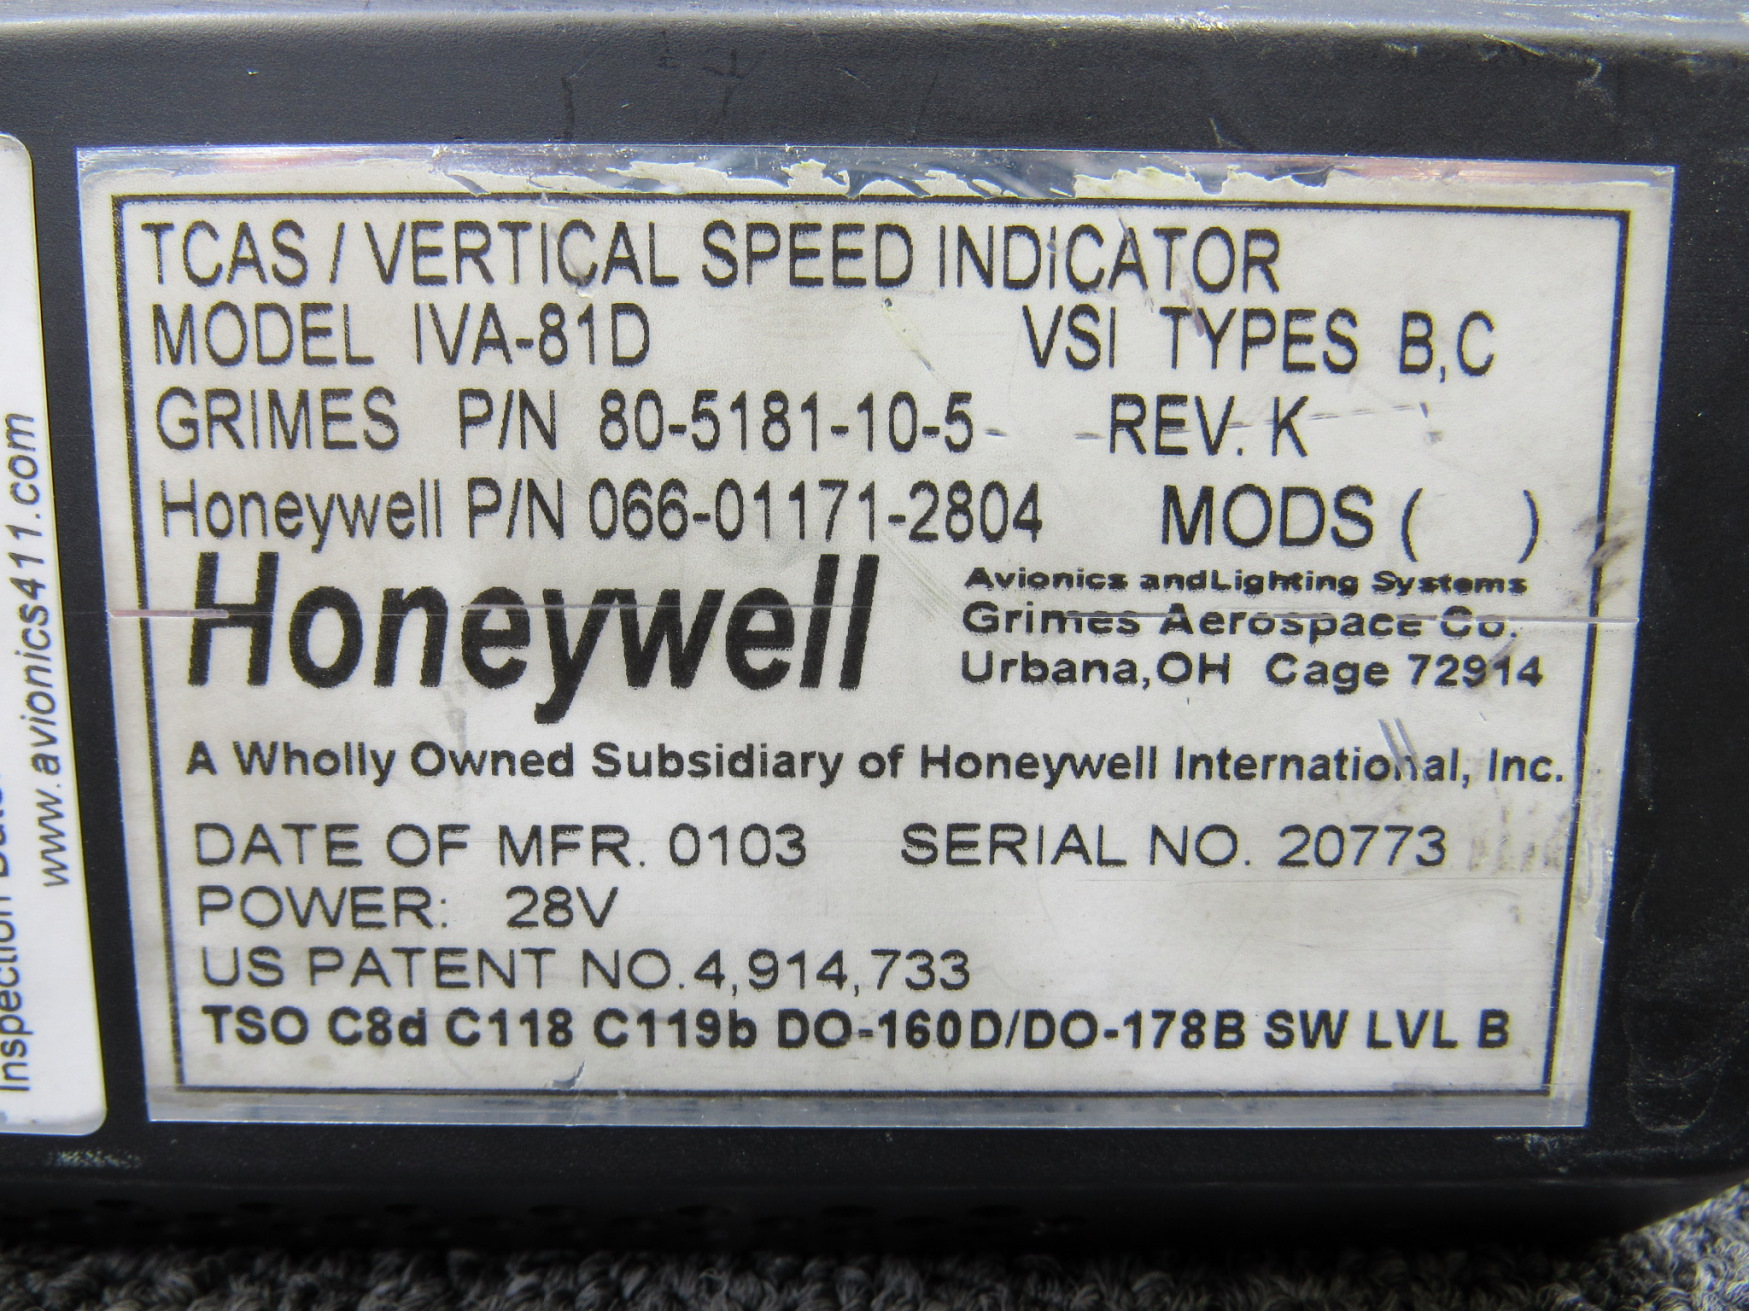 TCAS / VERTICAL SPEED INDICATOR
MODEL IVA-81D VSI TYPES B,C
GRIMES P/N 80-5181-10-5 REV. K
Honeywell P/N 066-01171-2804 MODS ( )
Honeywell
Avionics and Lighting Systems
Grimes Aerospace Co.
Urbana,OH Cage 72914
A Wholly Owned Subsidiary of Honeywell International, Inc.
DATE OF MFR. 0103 SERIAL NO. 20773
POWER: 28V
US PATENT NO.4,914,733
TSO C8d C118 C119b DO-160D/DO-178B SW LVL B
www.avionics411.com
Inspection